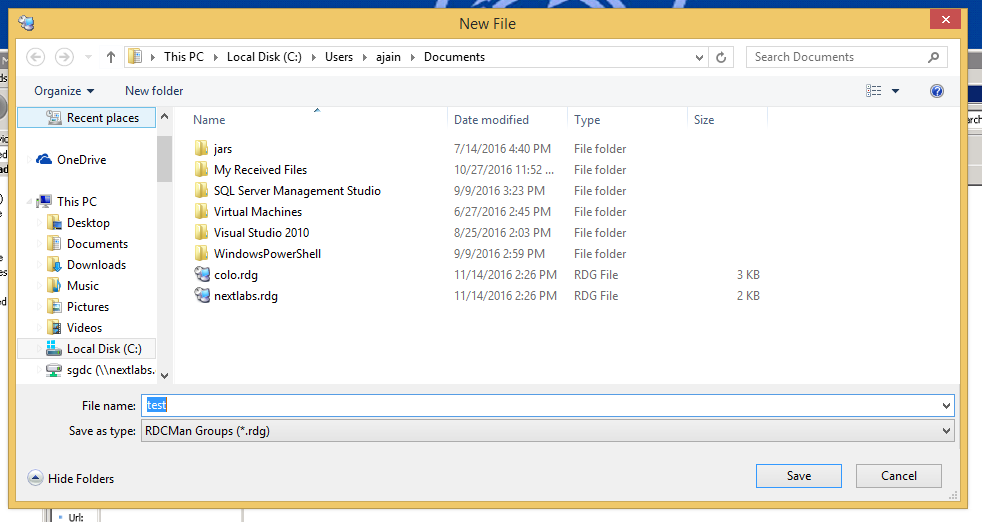 New File
This PC Local Disk (C:) Users ajain Documents
Search Documents
Organize New folder
Recent places
OneDrive
This PC
Desktop
Documents
Downloads
Music
Pictures
Videos
Local Disk (C:)
sgdc (\\nextlabs.
Name Date modified Type Size
jars 7/14/2016 4:40 PM File folder
My Received Files 10/27/2016 11:52 ... File folder
SQL Server Management Studio 9/9/2016 3:23 PM File folder
Virtual Machines 6/27/2016 2:45 PM File folder
Visual Studio 2010 8/25/2016 2:03 PM File folder
WindowsPowerShell 9/9/2016 2:59 PM File folder
colo.rdg 11/14/2016 2:26 PM RDG File 3 KB
nextlabs.rdg 11/14/2016 2:26 PM RDG File 2 KB
File name: test
Save as type: RDCMan Groups (*.rdg)
Hide Folders
Save Cancel
Url: